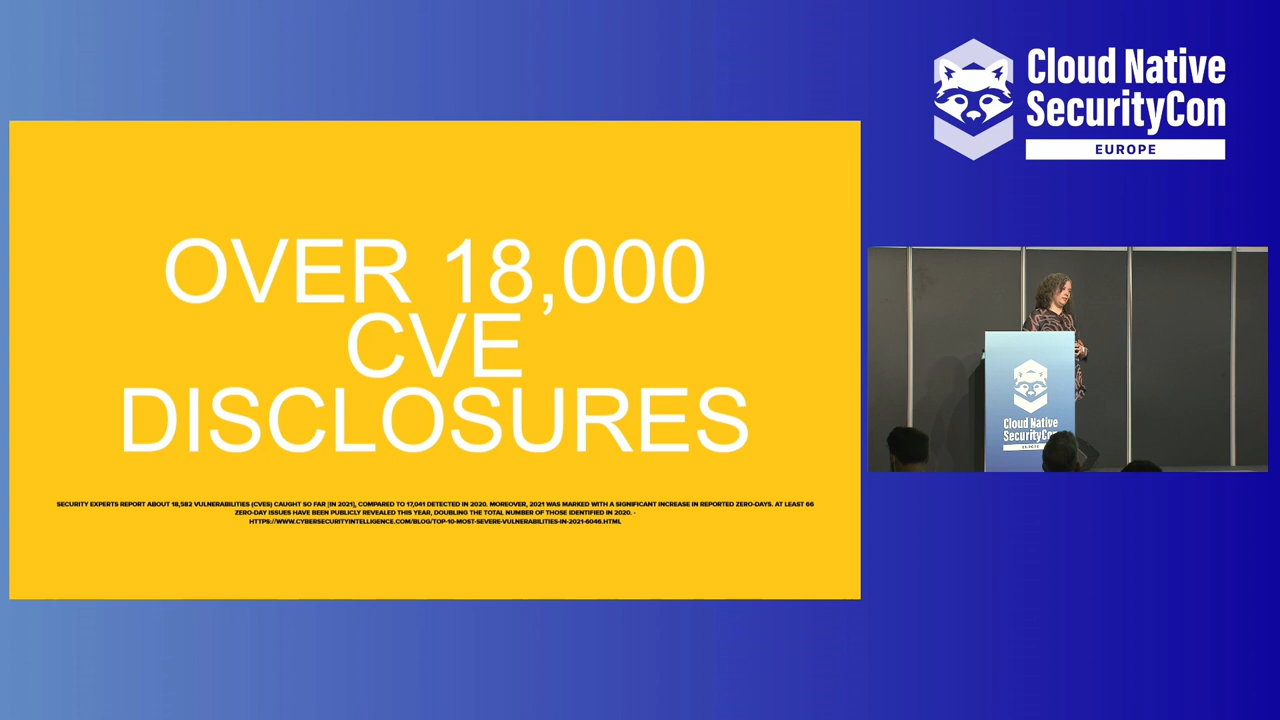 Cloud Native
SecurityCon
EUROPE
OVER 18,000
CVE
DISCLOSURES
SECURITY EXPERTS REPORT ABOUT 18,582 VULNERABILITIES (CVES) CAUGHT SO FAR [IN 2021], COMPARED TO 17,041 DETECTED IN 2020. MOREOVER, 2021 WAS MARKED WITH A SIGNIFICANT INCREASE IN REPORTED ZERO-DAYS. AT LEAST 66
ZERO-DAY ISSUES HAVE BEEN PUBLICLY REVEALED THIS YEAR, DOUBLING THE TOTAL NUMBER OF THOSE IDENTIFIED IN 2020. -
HTTPS://WWW.CYBERSECURITYINTELLIGENCE.COM/BLOG/TOP-10-MOST-SEVERE-VULNERABILITIES-IN-2021-6046.HTML
Cloud Native
SecurityCon
EUROPE